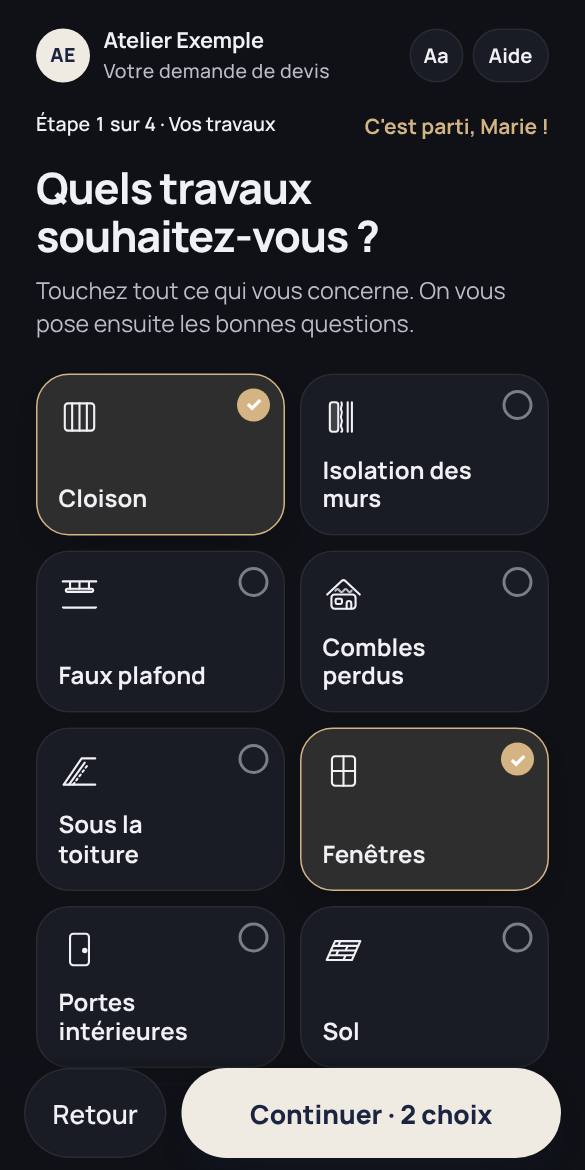 AE
Atelier Exemple
Votre demande de devis
Aa
Aide
Étape 1 sur 4 · Vos travaux
C'est parti, Marie !
Quels travaux
souhaitez-vous ?
Touchez tout ce qui vous concerne. On vous
pose ensuite les bonnes questions.
Cloison
Isolation des
murs
Faux plafond
Combles
perdus
Sous la
toiture
Fenêtres
Portes
intérieures
Sol
Retour
Continuer · 2 choix